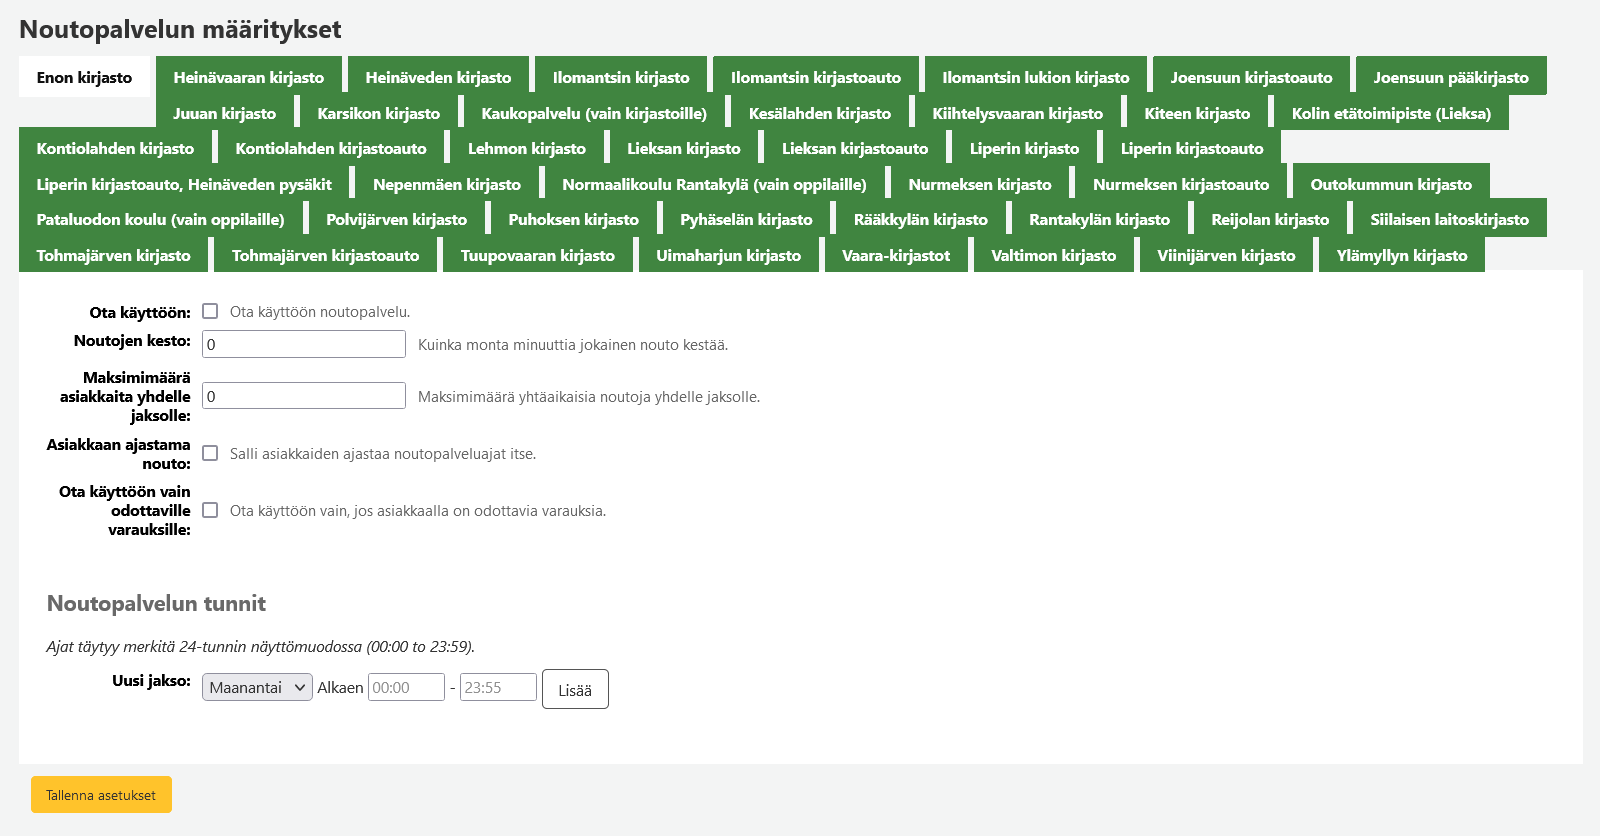 Noutopalvelun määritykset
Enon kirjasto Heinävaaran kirjasto Heinäveden kirjasto Ilomantsin kirjasto Ilomantsin kirjastoauto Ilomantsin lukion kirjasto Joensuun kirjastoauto Joensuun pääkirjasto
Juuan kirjasto Karsikon kirjasto Kaukopalvelu (vain kirjastoille) Kesälahden kirjasto Kiihtelysvaaran kirjasto Kiteen kirjasto Kolin etätoimipiste (Lieksa)
Kontiolahden kirjasto Kontiolahden kirjastoauto Lehmon kirjasto Lieksan kirjasto Lieksan kirjastoauto Liperin kirjasto Liperin kirjastoauto
Liperin kirjastoauto, Heinäveden pysäkit Nepenmäen kirjasto Normaalikoulu Rantakylä (vain oppilaille) Nurmeksen kirjasto Nurmeksen kirjastoauto Outokummun kirjasto
Pataluodon koulu (vain oppilaille) Polvijärven kirjasto Puhoksen kirjasto Pyhäselän kirjasto Rääkkylän kirjasto Rantakylän kirjasto Reijolan kirjasto Siilaisen laitoskirjasto
Tohmajärven kirjasto Tohmajärven kirjastoauto Tuupovaaran kirjasto Uimaharjun kirjasto Vaara-kirjastot Valtimon kirjasto Viinijärven kirjasto Ylämyllyn kirjasto
Ota käyttöön: Ota käyttöön noutopalvelu.
Noutojen kesto: 0 Kuinka monta minuuttia jokainen nouto kestää.
Maksimimäärä
asiakkaita yhdelle
jaksolle:
0 Maksimimäärä yhtäaikaisia noutoja yhdelle jaksolle.
Asiakkaan ajastama
nouto:
Salli asiakkaiden ajastaa noutopalveluajat itse.
Ota käyttöön vain
odottaville
varauksille:
Ota käyttöön vain, jos asiakkaalla on odottavia varauksia.
Noutopalvelun tunnit
Ajat täytyy merkitä 24-tunnin näyttömuodossa (00:00 to 23:59).
Uusi jakso: Maanantai Alkaen 00:00 - 23:55 Lisää
Tallenna asetukset